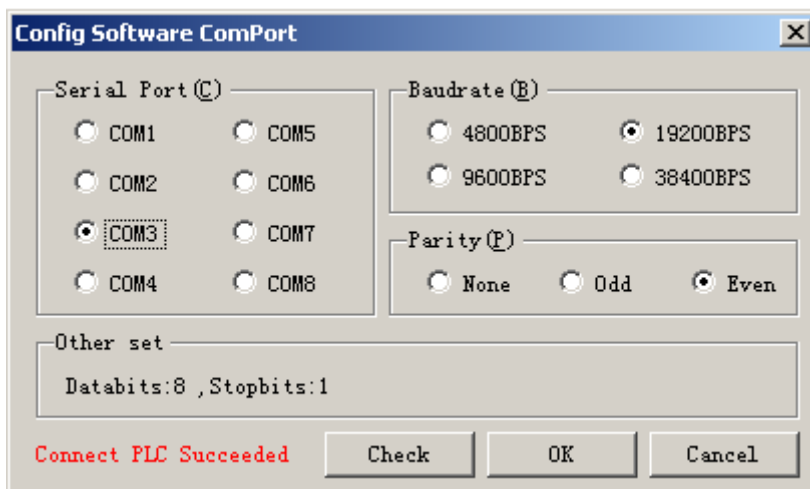 Config Software ComPort
Serial Port(C)
COM1 COM5
COM2 COM6
COM3 COM7
COM4 COM8
Baudrate(B)
4800BPS 19200BPS
9600BPS 38400BPS
Parity(P)
None Odd Even
Other set
Databits:8 ,Stopbits:1
Connect PLC Succeeded
Check OK Cancel